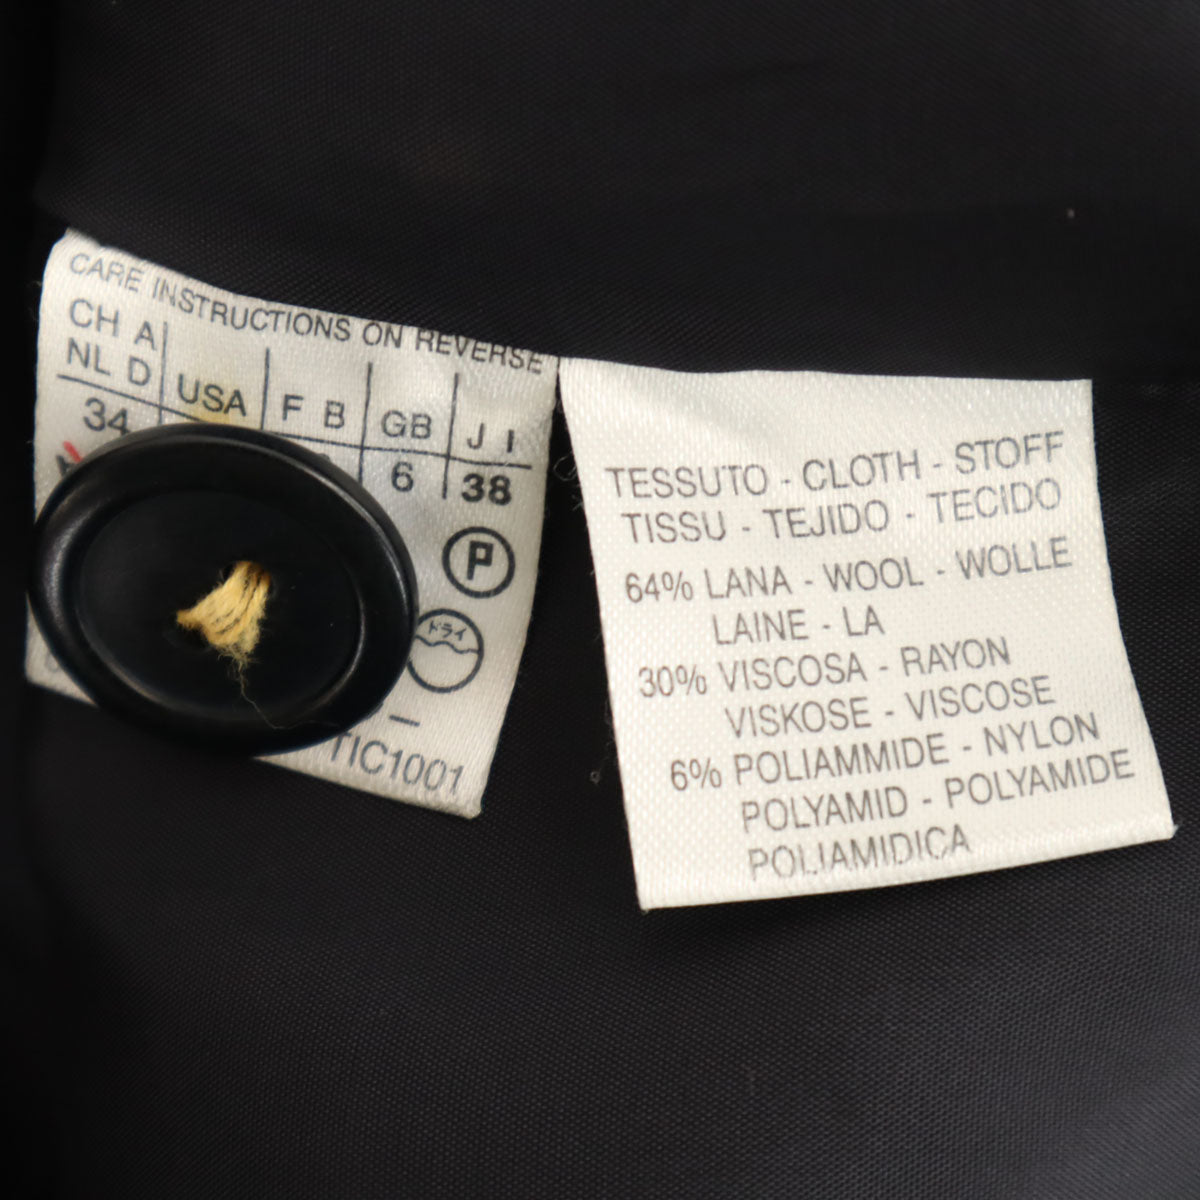 CARE INSTRUCTIONS ON REVERSE
CH A
NL D USA F B GB J I
34 6 38
P
ドライ
TIC1001
TESSUTO - CLOTH - STOFF
TISSU - TEJIDO - TECIDO
64% LANA - WOOL - WOLLE
LAINE - LA
30% VISCOSA - RAYON
VISKOSE - VISCOSE
6% POLIAMMIDE - NYLON
POLYAMID - POLYAMIDE
POLIAMIDICA